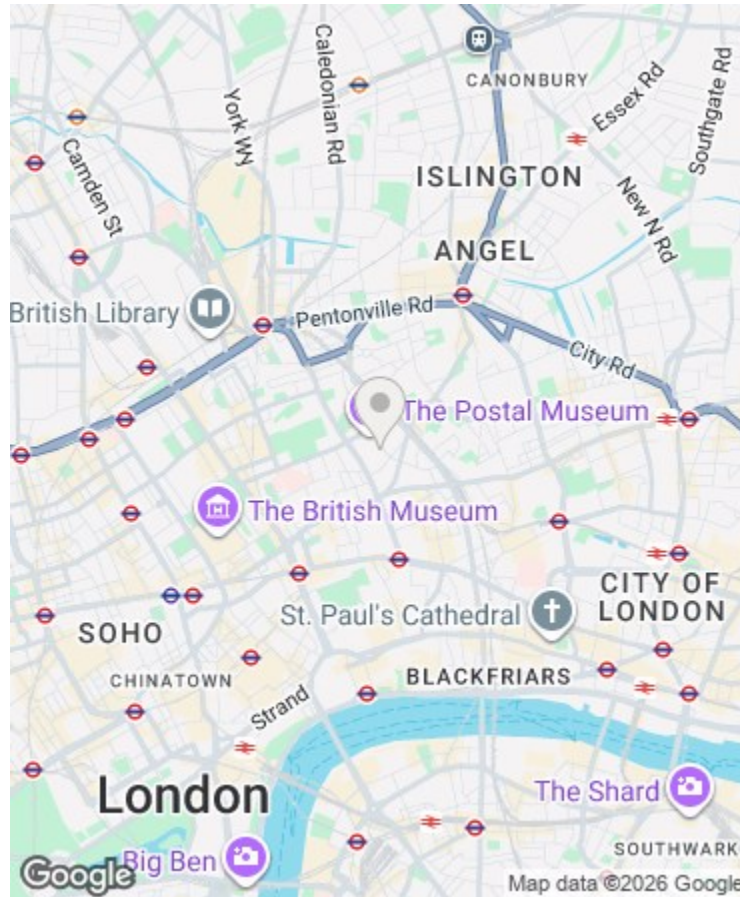 CANONBURY
Caledonian Rd
York Wy
Essex Rd
Southgate Rd
Camden St
ISLINGTON
New N Rd
ANGEL
British Library
Pentonville Rd
City Rd
The Postal Museum
The British Museum
CITY OF
LONDON
St. Paul's Cathedral
SOHO
BLACKFRIARS
CHINATOWN
Strand
London
The Shard
SOUTHWARK
Big Ben
Google
Map data ©2026 Google